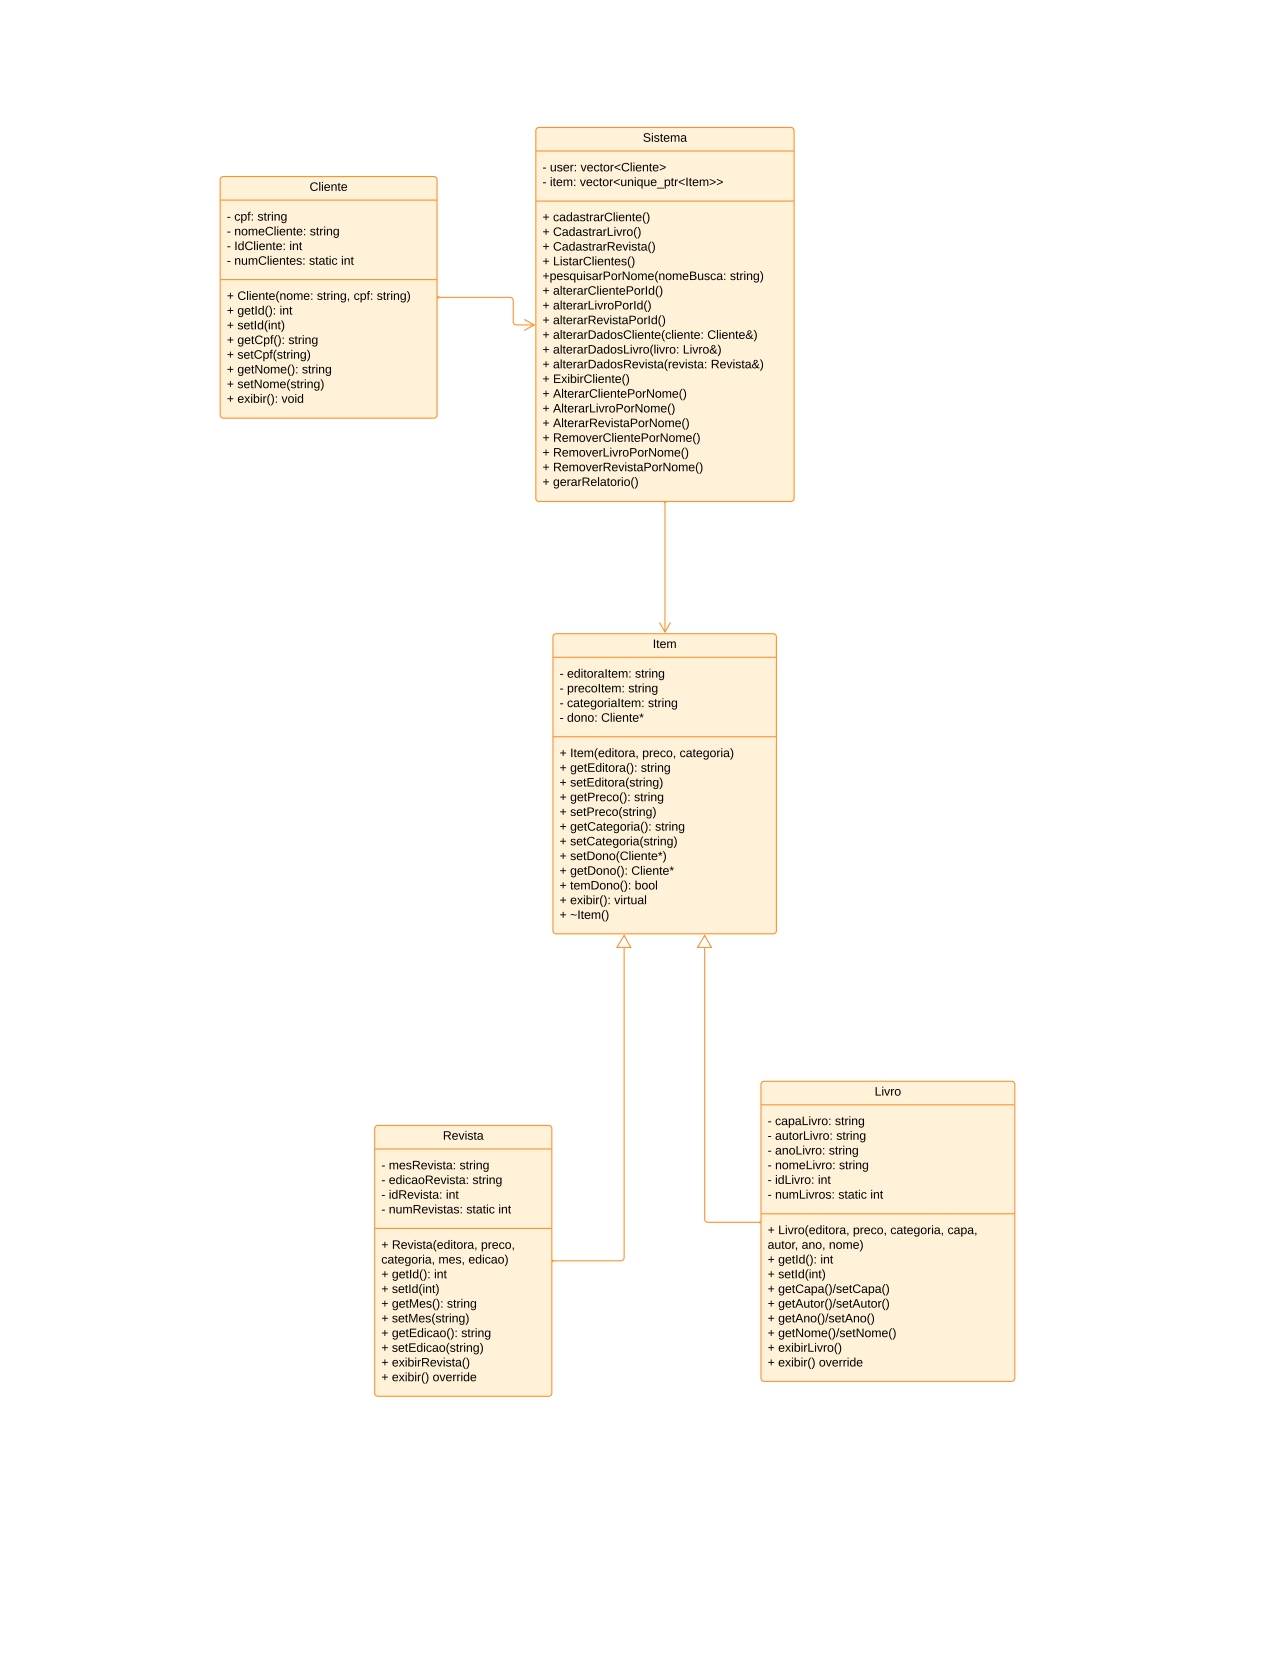 Sistema
- user: vector<Cliente>
- item: vector<unique_ptr<Item>>
+ cadastrarCliente()
+ CadastrarLivro()
+ CadastrarRevista()
+ ListarClientes()
+pesquisarPorNome(nomeBusca: string)
+ alterarClientePorId()
+ alterarLivroPorId()
+ alterarRevistaPorId()
+ alterarDadosCliente(cliente: Cliente&)
+ alterarDadosLivro(livro: Livro&)
+ alterarDadosRevista(revista: Revista&)
+ ExibirCliente()
+ AlterarClientePorNome()
+ AlterarLivroPorNome()
+ AlterarRevistaPorNome()
+ RemoverClientePorNome()
+ RemoverLivroPorNome()
+ RemoverRevistaPorNome()
+ gerarRelatorio()
Cliente
- cpf: string
- nomeCliente: string
- IdCliente: int
- numClientes: static int
+ Cliente(nome: string, cpf: string)
+ getId(): int
+ setId(int)
+ getCpf(): string
+ setCpf(string)
+ getNome(): string
+ setNome(string)
+ exibir(): void
Item
- editoraItem: string
- precoItem: string
- categoriaItem: string
- dono: Cliente*
+ Item(editora, preco, categoria)
+ getEditora(): string
+ setEditora(string)
+ getPreco(): string
+ setPreco(string)
+ getCategoria(): string
+ setCategoria(string)
+ setDono(Cliente*)
+ getDono(): Cliente*
+ temDono(): bool
+ exibir(): virtual
+ ~Item()
Livro
- capaLivro: string
- autorLivro: string
- anoLivro: string
- nomeLivro: string
- idLivro: int
- numLivros: static int
+ Livro(editora, preco, categoria, capa,
autor, ano, nome)
+ getId(): int
+ setId(int)
+ getCapa()/setCapa()
+ getAutor()/setAutor()
+ getAno()/setAno()
+ getNome()/setNome()
+ exibirLivro()
+ exibir() override
Revista
- mesRevista: string
- edicaoRevista: string
- idRevista: int
- numRevistas: static int
+ Revista(editora, preco,
categoria, mes, edicao)
+ getId(): int
+ setId(int)
+ getMes(): string
+ setMes(string)
+ getEdicao(): string
+ setEdicao(string)
+ exibirRevista()
+ exibir() override